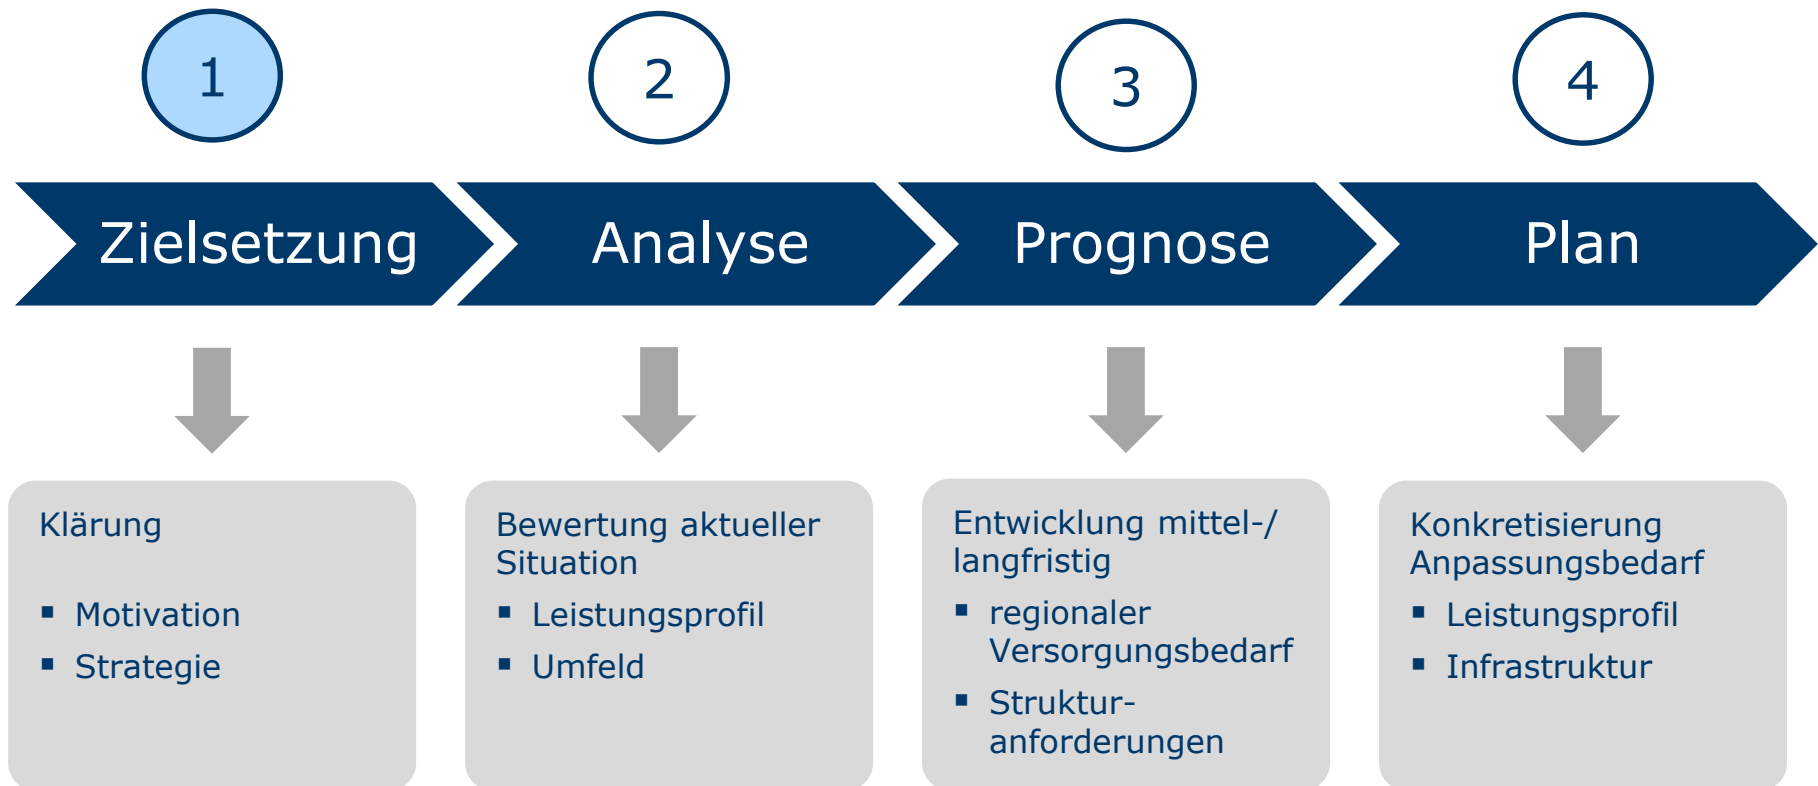 1
2
3
4
Zielsetzung
Analyse
Prognose
Plan
Klärung
▪ Motivation
▪ Strategie
Bewertung aktueller
Situation
▪ Leistungsprofil
▪ Umfeld
Entwicklung mittel-/
langfristig
▪ regionaler
Versorgungsbedarf
▪ Struktur-
anforderungen
Konkretisierung
Anpassungsbedarf
▪ Leistungsprofil
▪ Infrastruktur